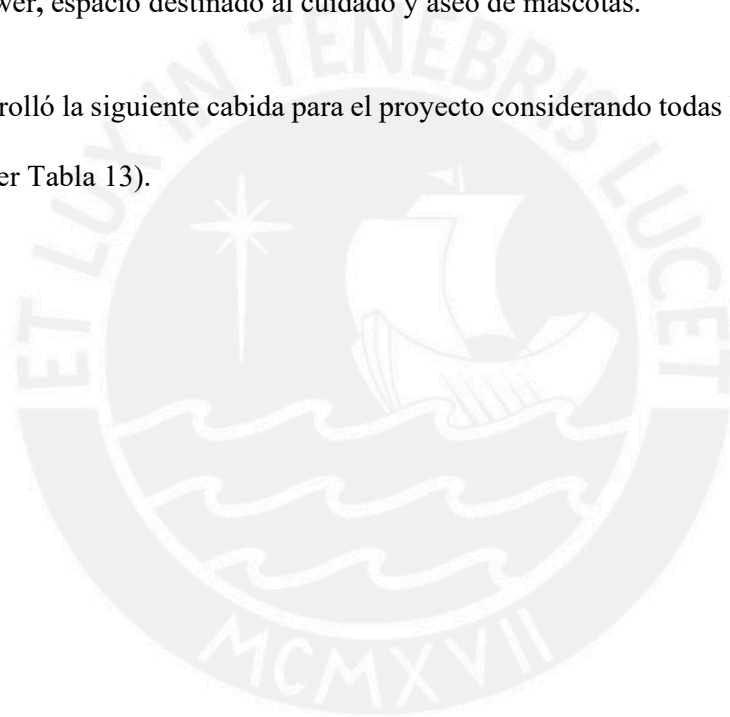 wer, espacio destinado al cuidado y aseo de mascotas.
rolló la siguiente cabida para el proyecto considerando todas
er Tabla 13).
ET LUX IN TENEBRIS LUCET
MCMXVII